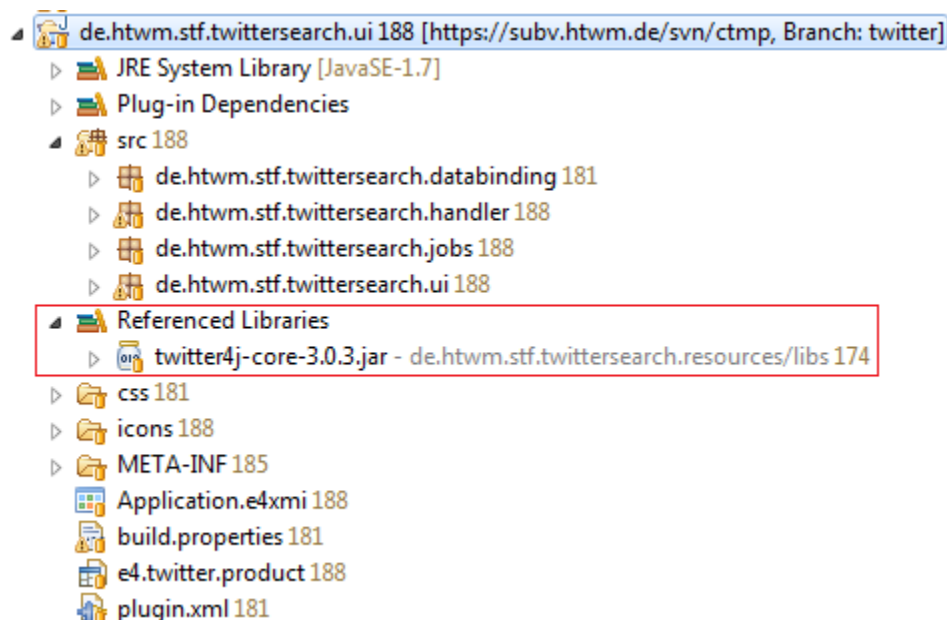 de.htwm.stf.twittersearch.ui 188 [https://subv.htwm.de/svn/ctmp, Branch: twitter]
JRE System Library [JavaSE-1.7]
Plug-in Dependencies
src 188
de.htwm.stf.twittersearch.databinding 181
de.htwm.stf.twittersearch.handler 188
de.htwm.stf.twittersearch.jobs 188
de.htwm.stf.twittersearch.ui 188
Referenced Libraries
twitter4j-core-3.0.3.jar - de.htwm.stf.twittersearch.resources/libs 174
css 181
icons 188
META-INF 185
Application.e4xmi 188
build.properties 181
e4.twitter.product 188
plugin.xml 181